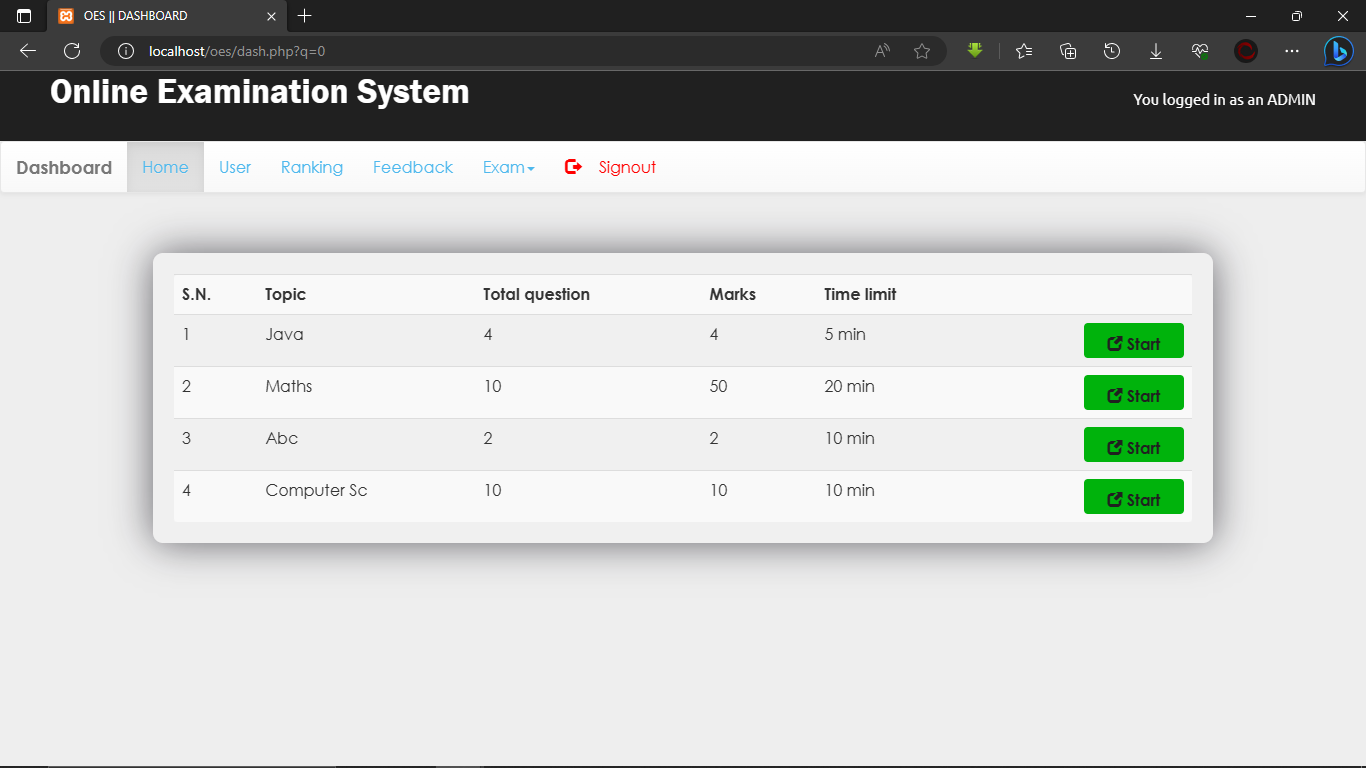 OES || DASHBOARD
localhost/oes/dash.php?q=0
Online Examination System
You logged in as an ADMIN
Dashboard Home User Ranking Feedback Exam Signout
S.N. Topic Total question Marks Time limit
1 Java 4 4 5 min Start
2 Maths 10 50 20 min Start
3 Abc 2 2 10 min Start
4 Computer Sc 10 10 10 min Start